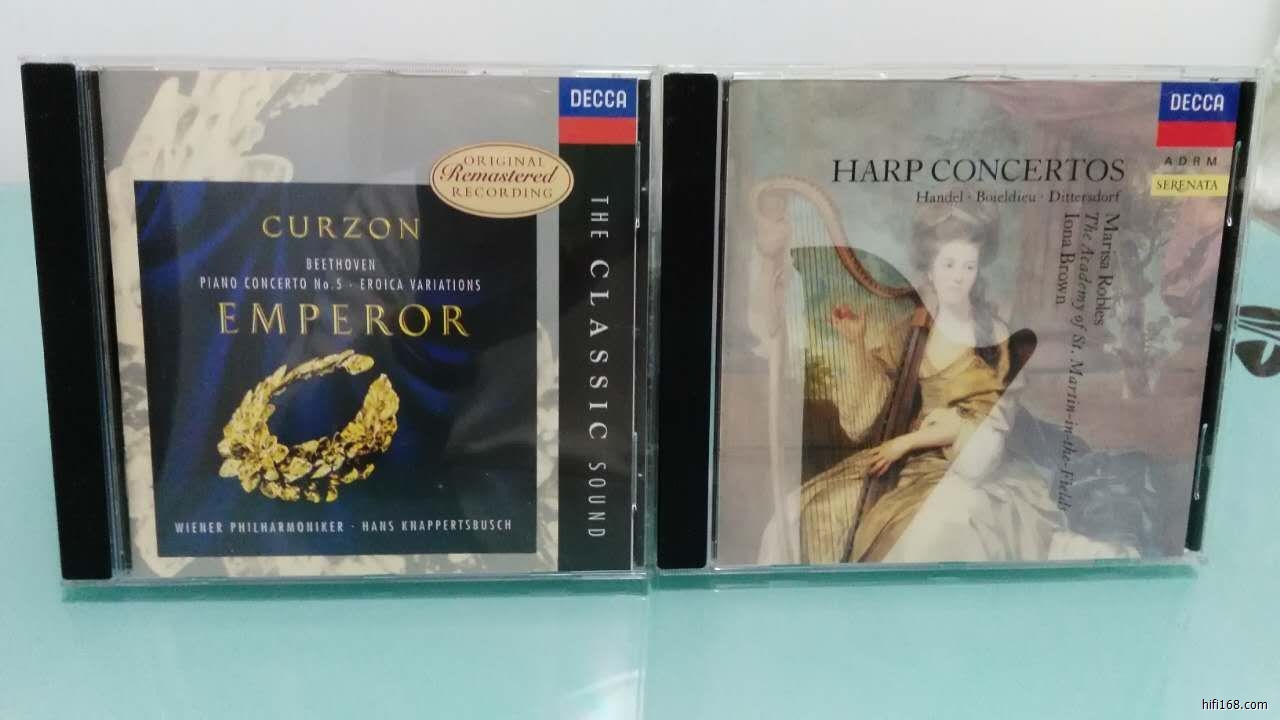 DECCA
ORIGINAL
Remastered
RECORDING
CURZON
BEETHOVEN
PIANO CONCERTO No.5 · EROICA VARIATIONS
EMPEROR
WIENER PHILHARMONIKER · HANS KNAPPERTSBUSCH
THE CLASSIC SOUND
DECCA
ADRM
SERENATA
HARP CONCERTOS
Handel · Boieldieu · Dittersdorf
Marisa Robles
The Academy of St. Martin-in-the-Fields
Iona Brown
hifi168.com